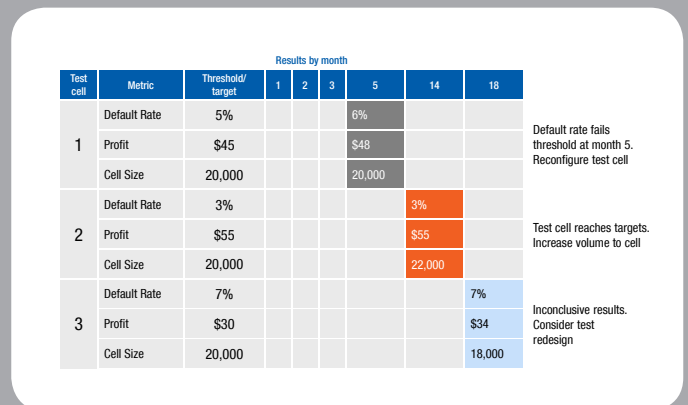 Results by month
Test cell Metric Threshold/ target 1 2 3 5 14 18
1
Default Rate 5% 6%
Profit $45 $48
Cell Size 20,000 20,000
Default rate fails
threshold at month 5.
Reconfigure test cell
2
Default Rate 3% 3%
Profit $55 $55
Cell Size 20,000 22,000
Test cell reaches targets.
Increase volume to cell
3
Default Rate 7% 7%
Profit $30 $34
Cell Size 20,000 18,000
Inconclusive results.
Consider test
redesign